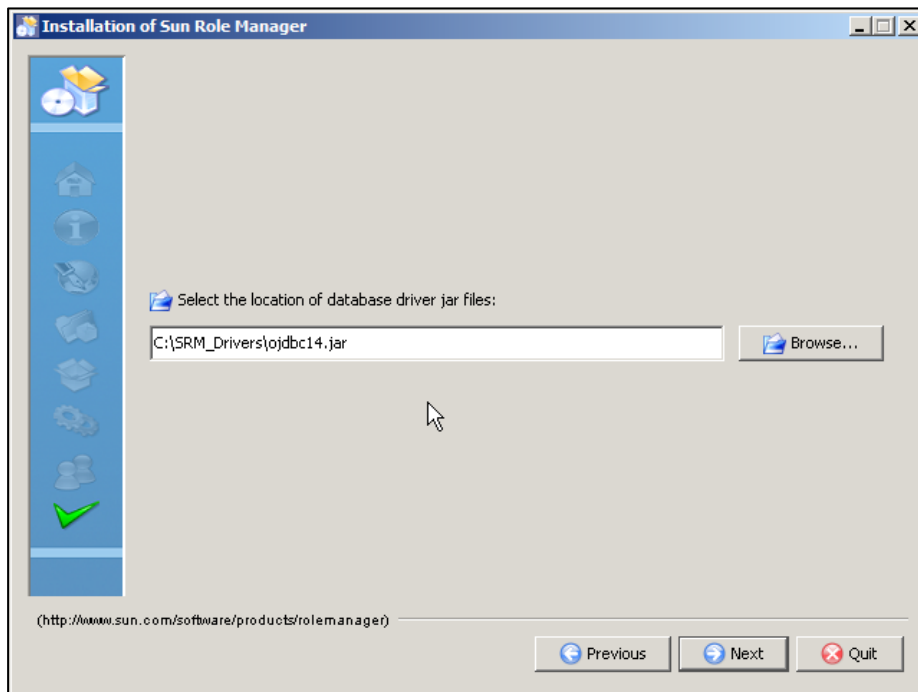 Installation of Sun Role Manager
Select the location of database driver jar files:
C:\SRM_Drivers\ojdbc14.jar
Browse...
(http://www.sun.com/software/products/rolemanager)
Previous
Next
Quit